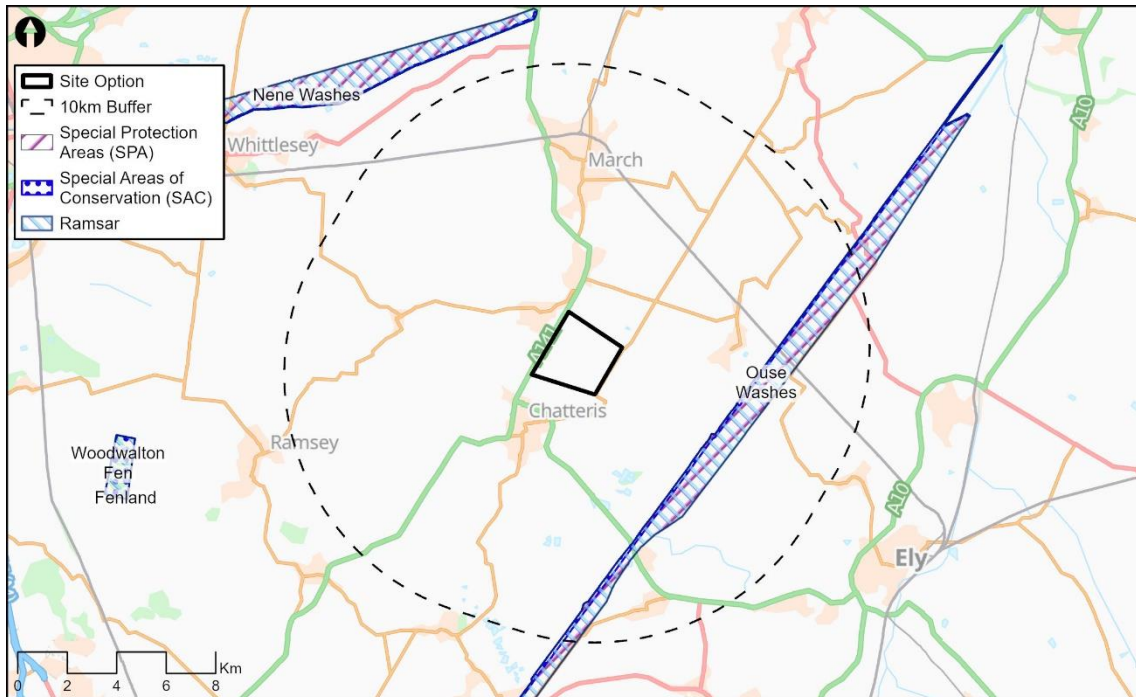 Site Option
10km Buffer
Special Protection
Areas (SPA)
Special Areas of
Conservation (SAC)
Ramsar
Nene Washes
Whittlesey
March
A10
A141
Ouse
Washes
Chatteris
Ramsey
Woodwalton
Fen
Fenland
A10
Ely
Km
0 2 4 6 8